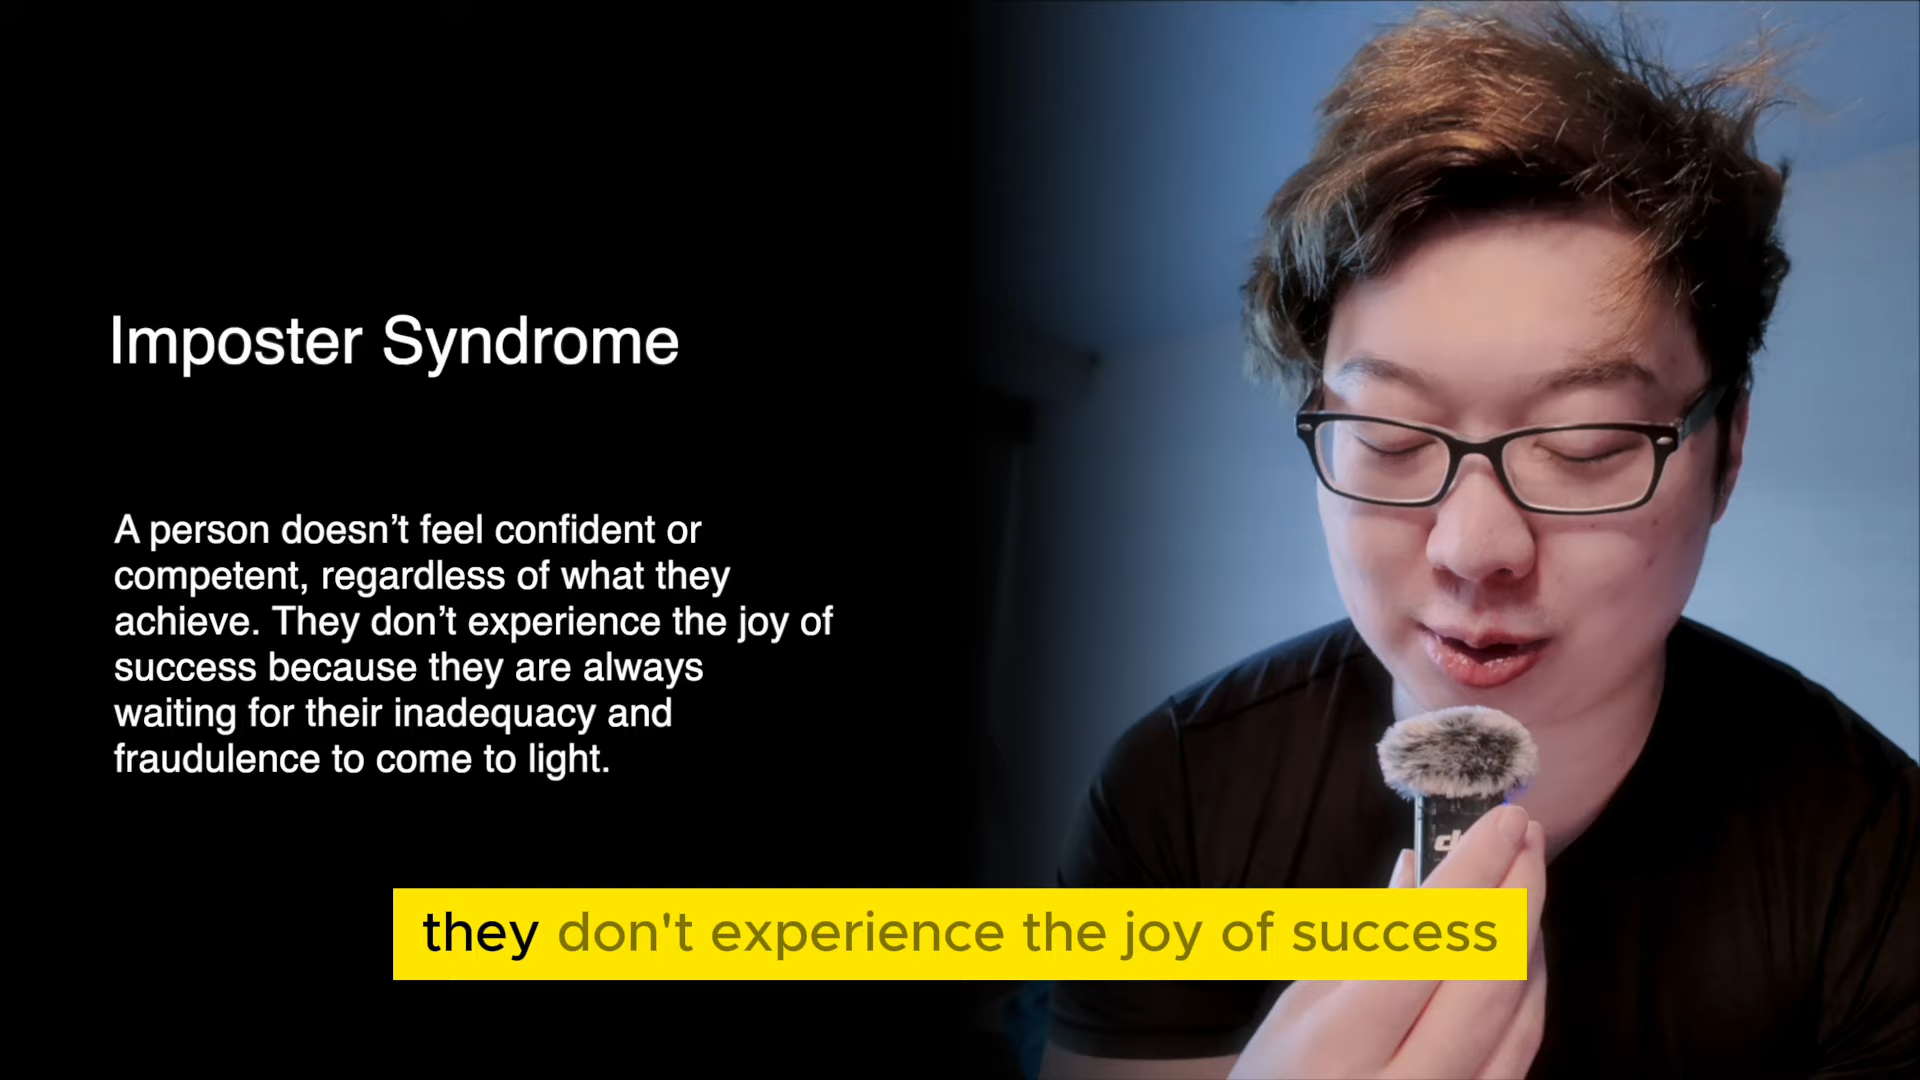 Imposter Syndrome
A person doesn’t feel confident or
competent, regardless of what they
achieve. They don’t experience the joy of
success because they are always
waiting for their inadequacy and
fraudulence to come to light.
they don't experience the joy of success